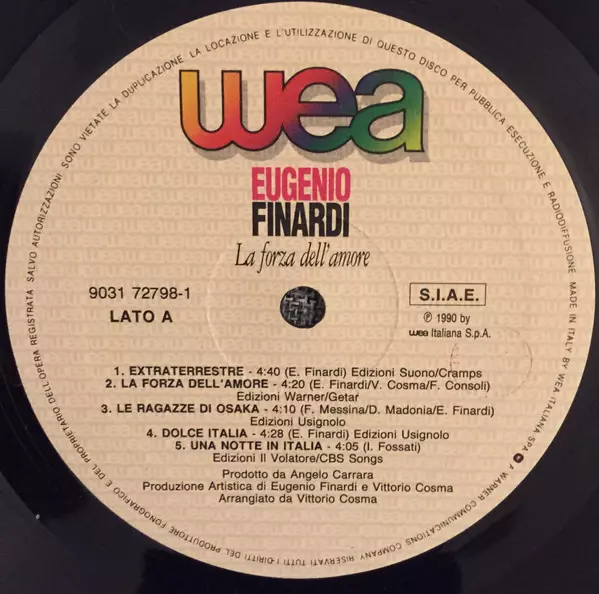 wea
EUGENIO
FINARDI
La forza dell'amore
9031 72798-1
LATO A
S.I.A.E.
℗ 1990 by
wea Italiana S.p.A.
1. EXTRATERRESTRE - 4:40 (E. Finardi) Edizioni Suono/Cramps
2. LA FORZA DELL'AMORE - 4:20 (E. Finardi/V. Cosma/F. Consoli)
Edizioni Warner/Getar
3. LE RAGAZZE DI OSAKA - 4:10 (F. Messina/D. Madonia/E. Finardi)
Edizioni Usignolo
4. DOLCE ITALIA - 4:28 (E. Finardi) Edizioni Usignolo
5. UNA NOTTE IN ITALIA - 4:05 (I. Fossati)
Edizioni Il Volatore/CBS Songs
Prodotto da Angelo Carrara
Produzione Artistica di Eugenio Finardi e Vittorio Cosma
Arrangiato da Vittorio Cosma
RISERVATI TUTTI I DIRITTI DEL PRODUTTORE FONOGRAFICO E DEL PROPRIETARIO DELL'OPERA REGISTRATA SALVO AUTORIZZAZIONI SONO VIETATE LA DUPLICAZIONE LA LOCAZIONE E L'UTILIZZAZIONE DI QUESTO DISCO PER PUBBLICA ESECUZIONE E RADIODIFFUSIONE. MADE IN ITALY BY WEA ITALIANA SPA A WARNER COMMUNICATIONS COMPANY